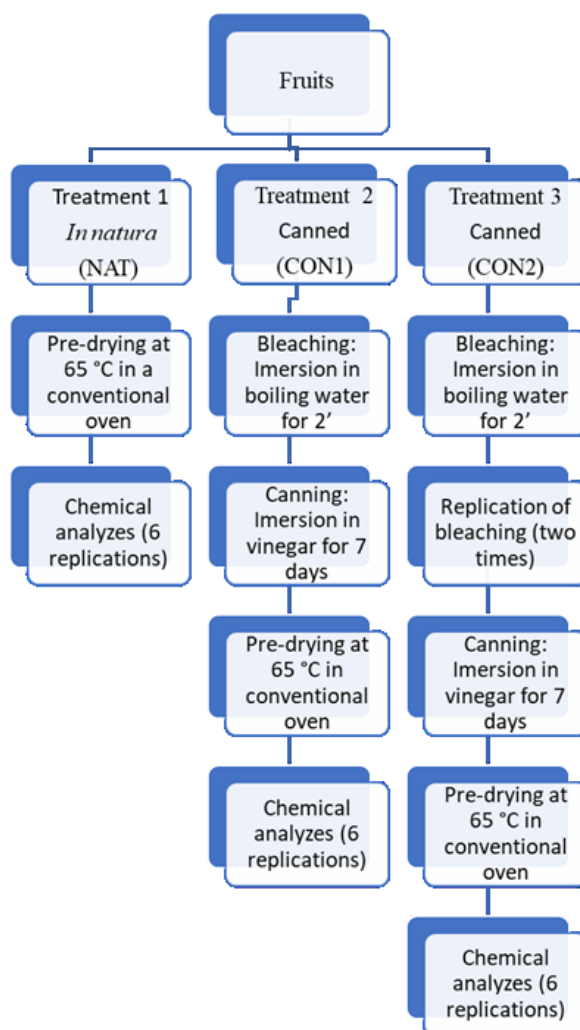 Fruits
Treatment 1
In natura
(NAT)
Pre-drying at
65 °C in a
conventional
oven
Chemical
analyzes (6
replications)
Treatment 2
Canned
(CON1)
Bleaching:
Imersion in
boiling water
for 2’
Canning:
Imersion in
vinegar for 7
days
Pre-drying at
65 °C in
conventional
oven
Chemical
analyzes (6
replications)
Treatment 3
Canned
(CON2)
Bleaching:
Imersion in
boiling water
for 2’
Replication of
bleaching (two
times)
Canning:
Imersion in
vinegar for 7
days
Pre-drying at
65 °C in
conventional
oven
Chemical
analyzes (6
replications)